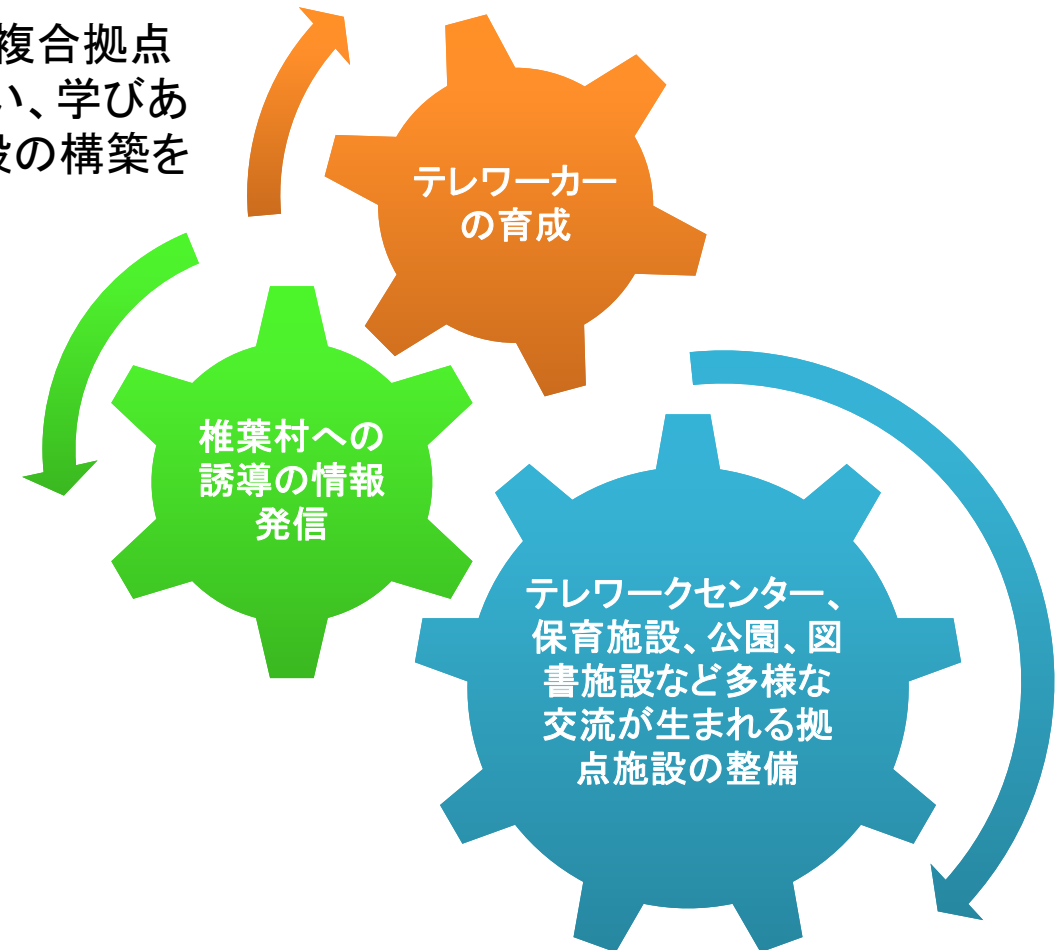 複合拠点
い、学びあ
設の構築を
テレワーカー
の育成
椎葉村への
誘導の情報
発信
テレワークセンター、
保育施設、公園、図
書施設など多様な
交流が生まれる拠
点施設の整備